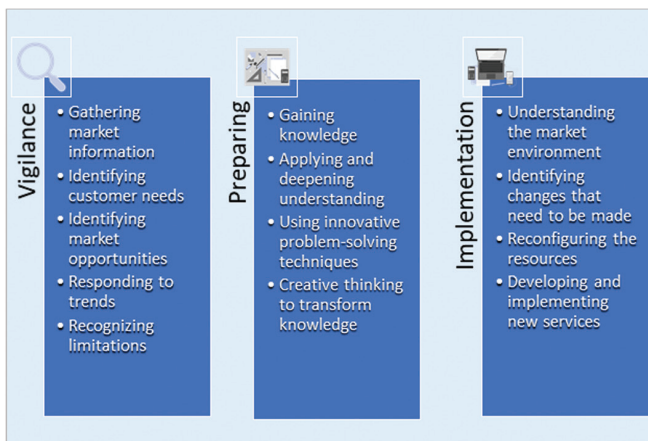 Vigilance
• Gathering
market
information
• Identifying
customer needs
• Identifying
market
opportunities
• Responding to
trends
• Recognizing
limitations
Preparing
• Gaining
knowledge
• Applying and
deepening
understanding
• Using innovative
problem-solving
techniques
• Creative thinking
to transform
knowledge
Implementation
• Understanding
the market
environment
• Identifying
changes that
need to be made
• Reconfiguring the
resources
• Developing and
implementing
new services